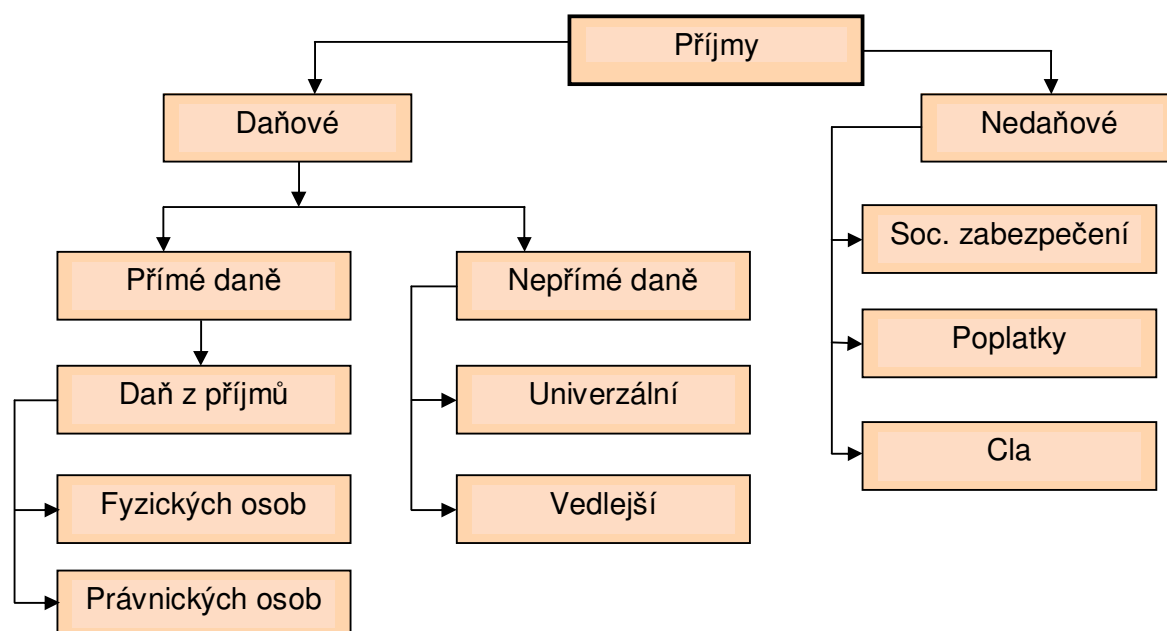 Příjmy
Daňové
Nedaňové
Soc. zabezpečení
Přímé daně
Nepřímé daně
Poplatky
Daň z příjmů
Univerzální
Cla
Fyzických osob
Vedlejší
Právnických osob